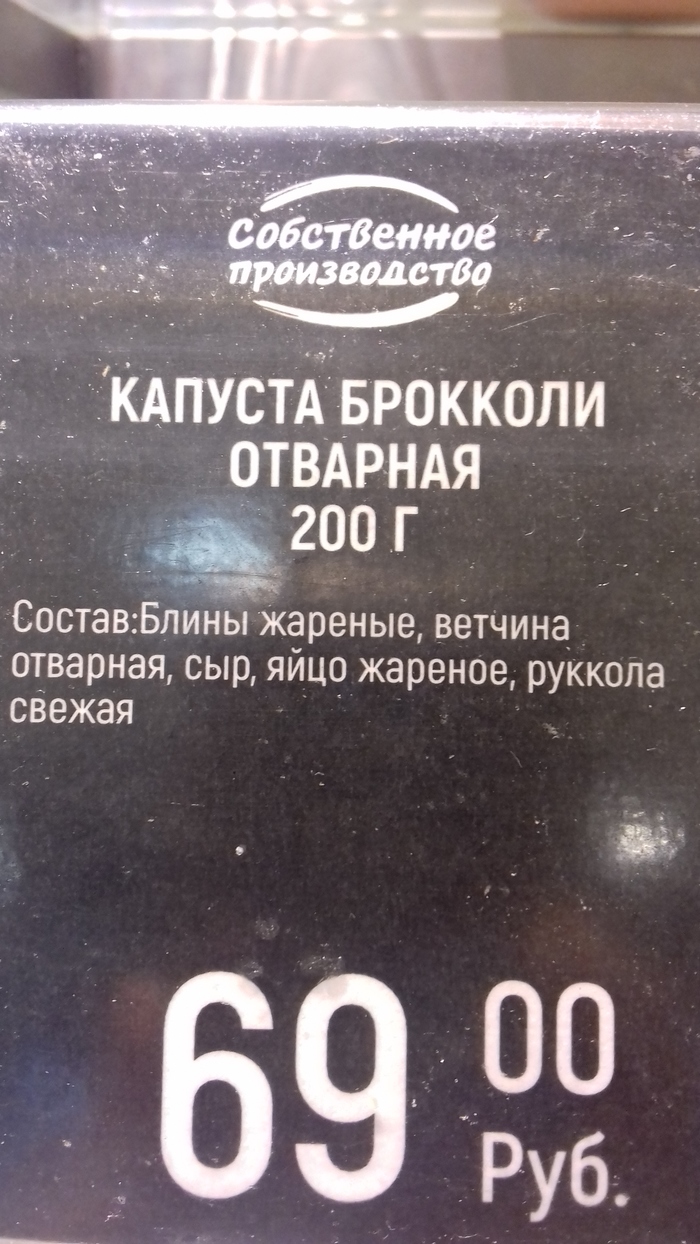 Собственное
производство
КАПУСТА БРОККОЛИ
ОТВАРНАЯ
200 Г
Состав:Блины жареные, ветчина
отварная, сыр, яйцо жареное, руккола
свежая
69 00
Руб.